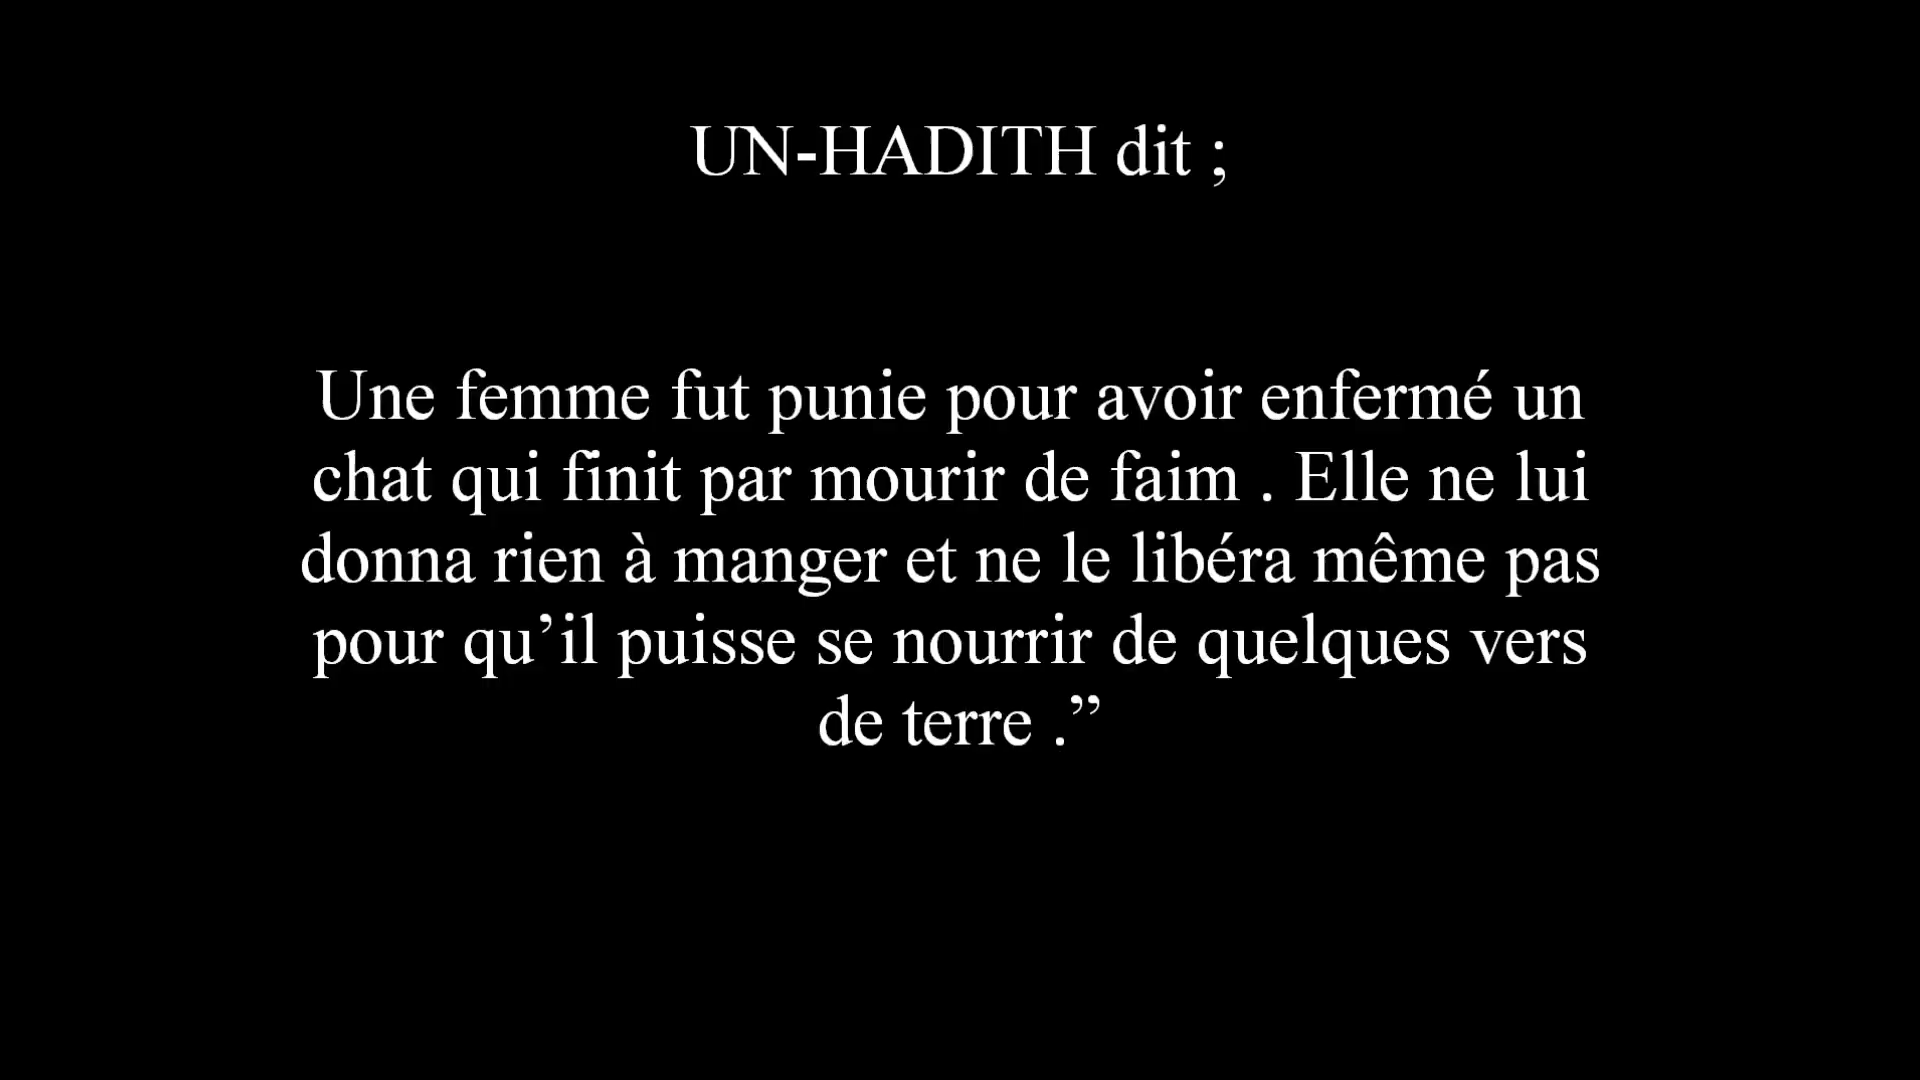 UN-HADITH dit ;
Une femme fut punie pour avoir enfermé un
chat qui finit par mourir de faim . Elle ne lui
donna rien à manger et ne le libéra même pas
pour qu’il puisse se nourrir de quelques vers
de terre .”